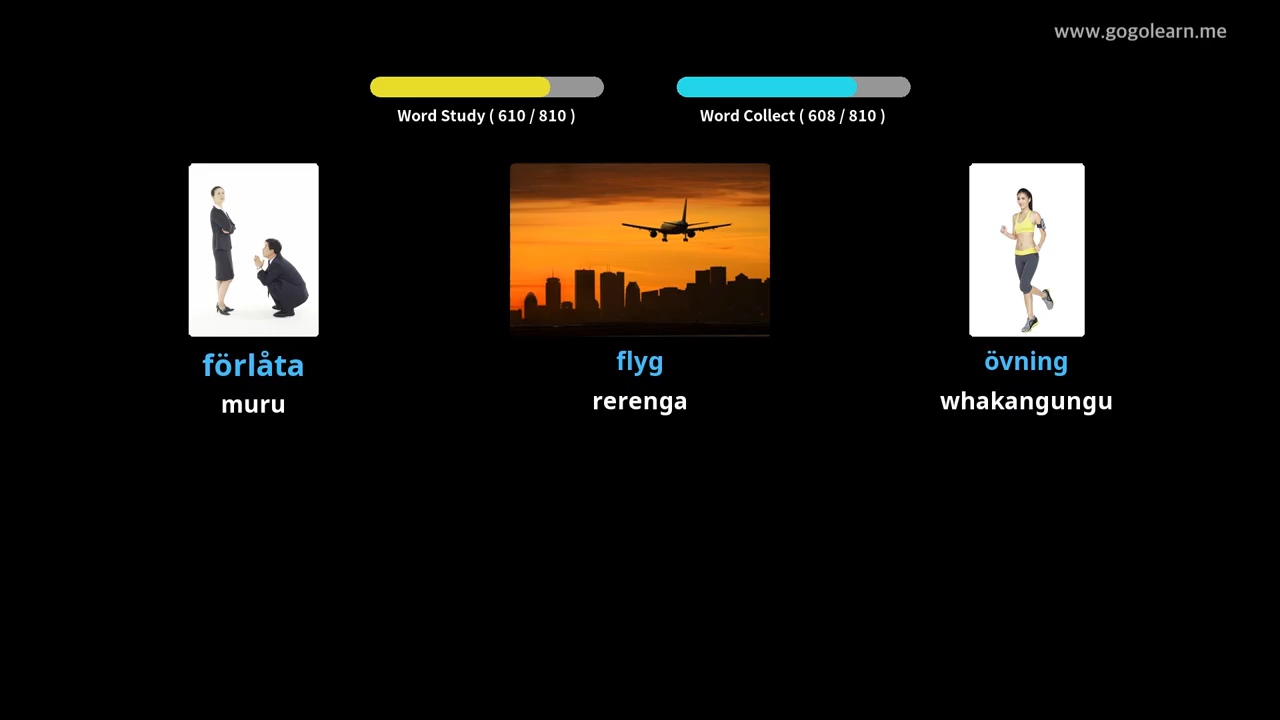 www.gogolearn.me
Word Study ( 610 / 810 )
Word Collect ( 608 / 810 )
förlåta
muru
flyg
rerenga
övning
whakangungu